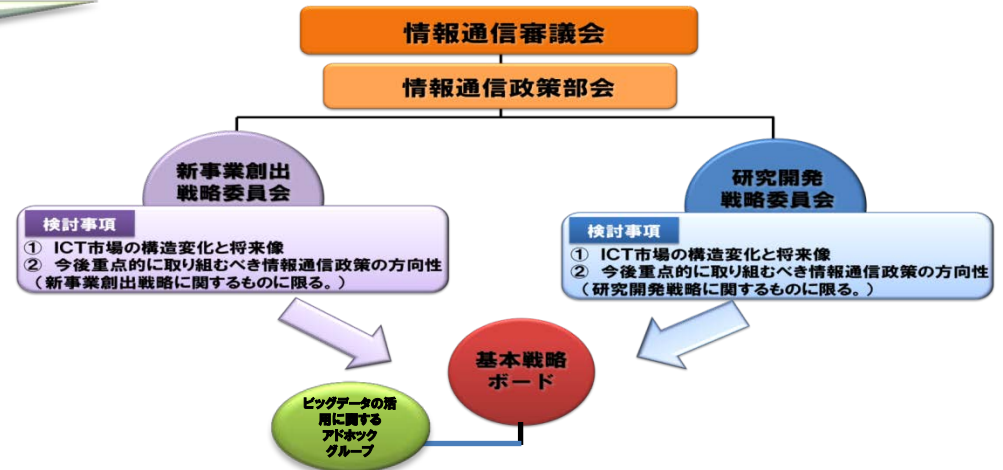 情報通信審議会
情報通信政策部会
新事業創出
戦略委員会
検討事項
① ICT市場の構造変化と将来像
② 今後重点的に取り組むべき情報通信政策の方向性
（新事業創出戦略に関するものに限る。）
研究開発
戦略委員会
検討事項
① ICT市場の構造変化と将来像
② 今後重点的に取り組むべき情報通信政策の方向性
（研究開発戦略に関するものに限る。）
基本戦略
ボード
ビッグデータの活
用に関する
アドホック
グループ